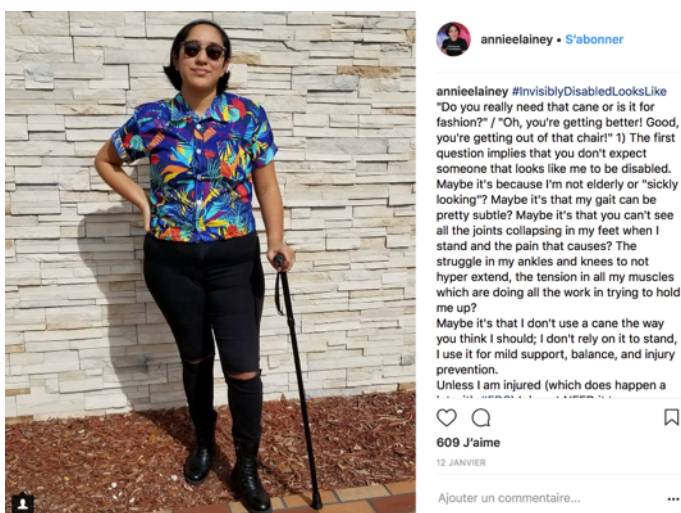 annieelainey • S'abonner
annieelainey #InvisiblyDisabledLooksLike
"Do you really need that cane or is it for
fashion?" / "Oh, you're getting better! Good,
you're getting out of that chair!" 1) The first
question implies that you don't expect
someone that looks like me to be disabled.
Maybe it's because I'm not elderly or "sickly
looking"? Maybe it's that my gait can be
pretty subtle? Maybe it's that you can't see
all the joints collapsing in my feet when I
stand and the pain that causes? The
struggle in my ankles and knees to not
hyper extend, the tension in all my muscles
which are doing all the work in trying to hold
me up?
Maybe it's that I don't use a cane the way
you think I should; I don't rely on it to stand,
I use it for mild support, balance, and injury
prevention.
Unless I am injured (which does happen a
609 J'aime
12 JANVIER
Ajouter un commentaire...